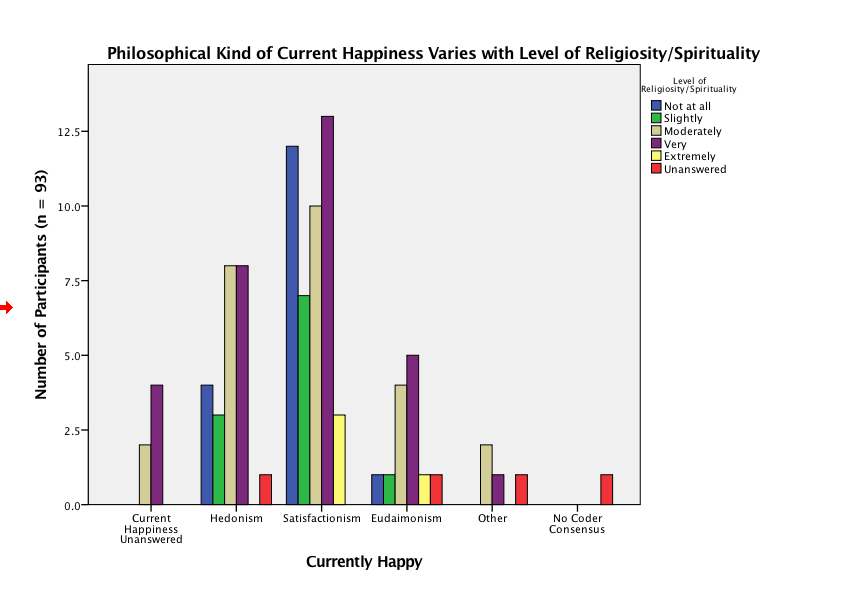 Philosophical Kind of Current Happiness Varies with Level of Religiosity/Spirituality
Level of
Religiosity/Spirituality
Not at all
Slightly
Moderately
Very
Extremely
Unanswered
Number of Participants (n = 93)
12.5
10.0
7.5
5.0
2.5
0.0
Current
Happiness
Unanswered
Hedonism
Satisfactionism
Eudaimonism
Other
No Coder
Consensus
Currently Happy